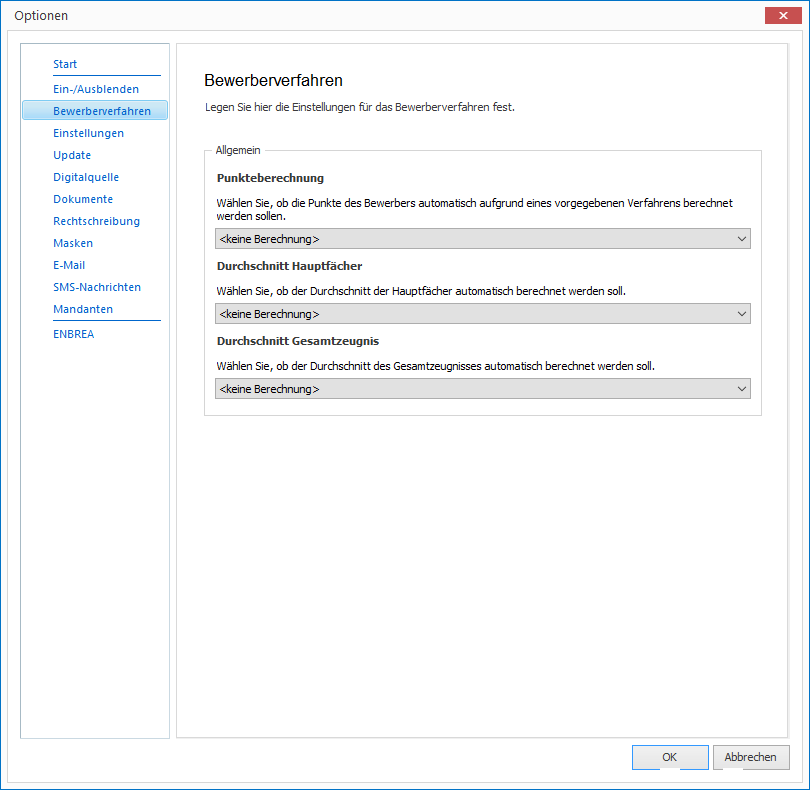 Optionen
Start
Ein-/Ausblenden
Bewerberverfahren
Einstellungen
Update
Digitalquelle
Dokumente
Rechtschreibung
Masken
E-Mail
SMS-Nachrichten
Mandanten
ENBREA
Bewerberverfahren
Legen Sie hier die Einstellungen für das Bewerberverfahren fest.
Allgemein
Punkteberechnung
Wählen Sie, ob die Punkte des Bewerbers automatisch aufgrund eines vorgegebenen Verfahrens berechnet
werden sollen.
<keine Berechnung>
Durchschnitt Hauptfächer
Wählen Sie, ob der Durchschnitt der Hauptfächer automatisch berechnet werden soll.
<keine Berechnung>
Durchschnitt Gesamtzeugnis
Wählen Sie, ob der Durchschnitt des Gesamtzeugnisses automatisch berechnet werden soll.
<keine Berechnung>
OK
Abbrechen